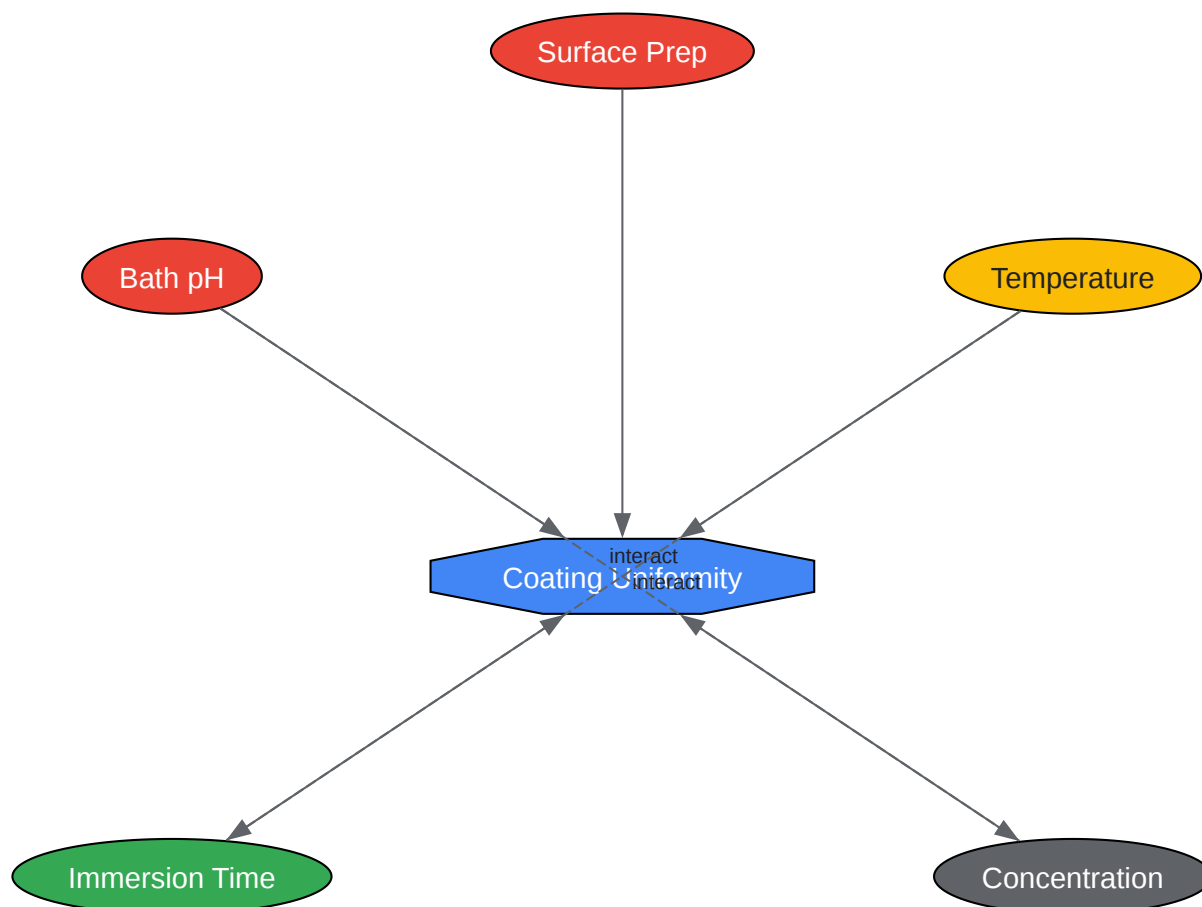 Surface Prep
Bath pH
Temperature
interact
Coating Uniformity
interact
Immersion Time
Concentration